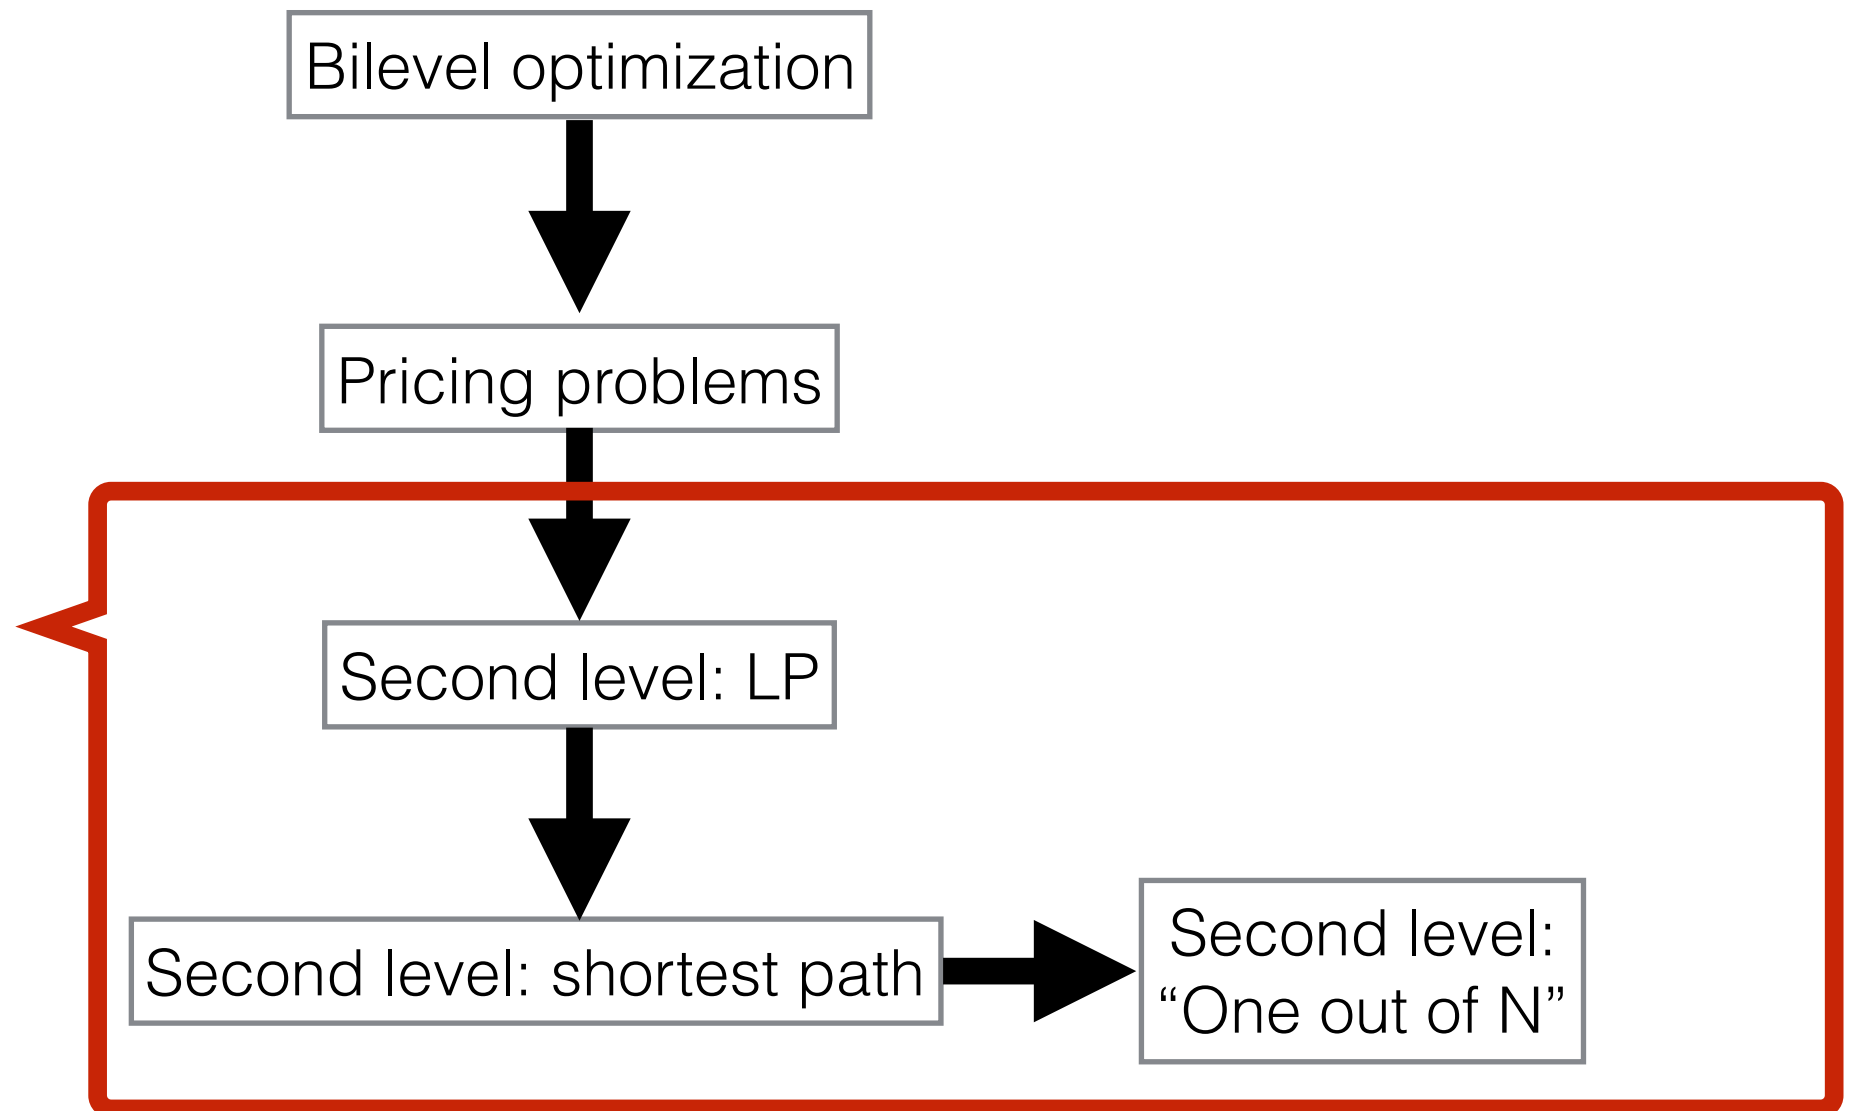 Bilevel optimization
Pricing problems
Second level: LP
Second level: shortest path
Second level:
“One out of N”